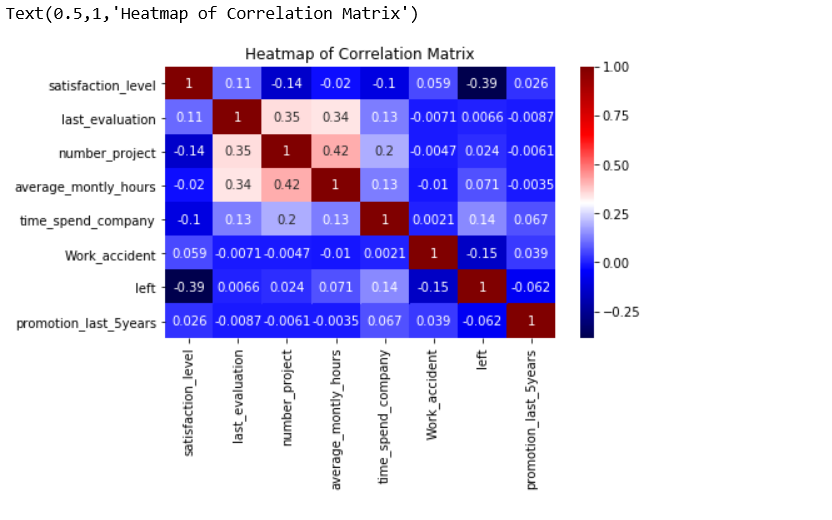 Text(0.5,1,'Heatmap of Correlation Matrix')
Heatmap of Correlation Matrix
satisfaction_level 1 0.11 -0.14 -0.02 -0.1 0.059 -0.39 0.026
last_evaluation 0.11 1 0.35 0.34 0.13 -0.0071 0.0066 -0.0087
number_project -0.14 0.35 1 0.42 0.2 -0.0047 0.024 -0.0061
average_montly_hours -0.02 0.34 0.42 1 0.13 -0.01 0.071 -0.0035
time_spend_company -0.1 0.13 0.2 0.13 1 0.0021 0.14 0.067
Work_accident 0.059 -0.0071 -0.0047 -0.01 0.0021 1 -0.15 0.039
left -0.39 0.0066 0.024 0.071 0.14 -0.15 1 -0.062
promotion_last_5years 0.026 -0.0087 -0.0061 -0.0035 0.067 0.039 -0.062 1
satisfaction_level
last_evaluation
number_project
average_montly_hours
time_spend_company
Work_accident
left
promotion_last_5years
1.00
0.75
0.50
0.25
0.00
−0.25